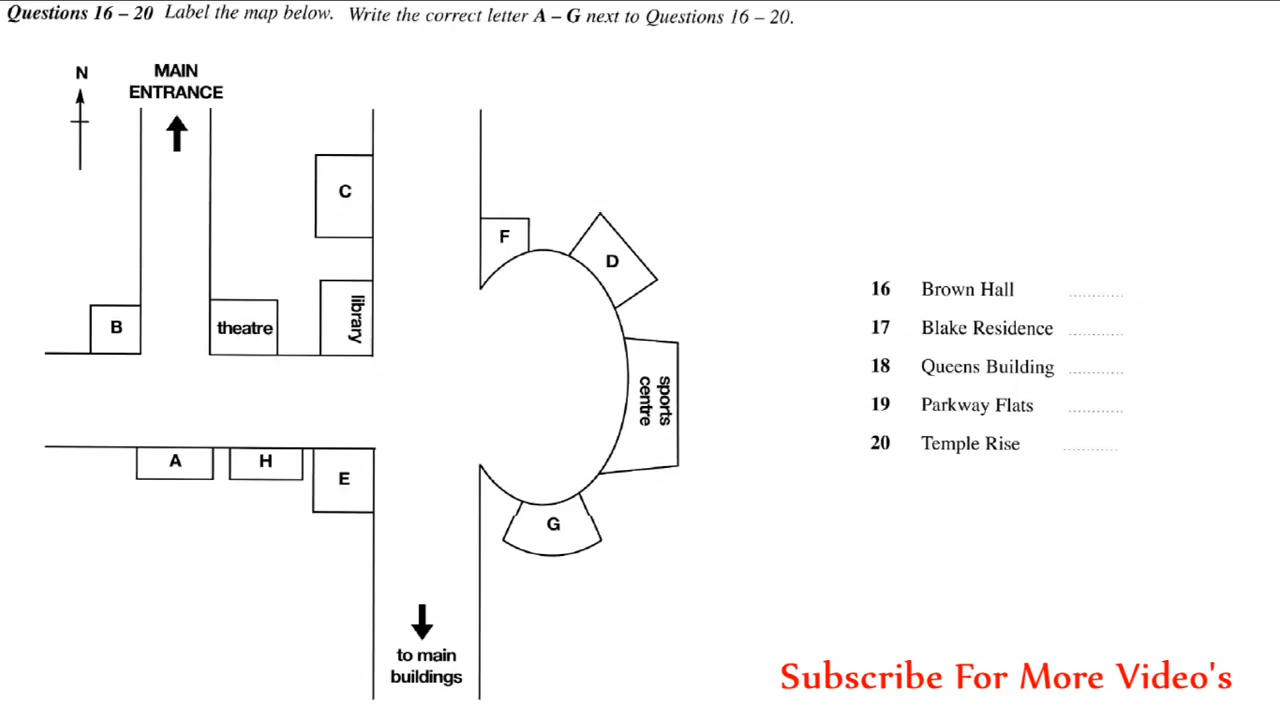 Questions 16 – 20 Label the map below. Write the correct letter A – G next to Questions 16 – 20.
N
MAIN
ENTRANCE
C
F
D
B
theatre
library
sports
centre
A
H
E
G
to main
buildings
16 Brown Hall ............
17 Blake Residence ............
18 Queens Building ............
19 Parkway Flats ............
20 Temple Rise ............
Subscribe For More Video's